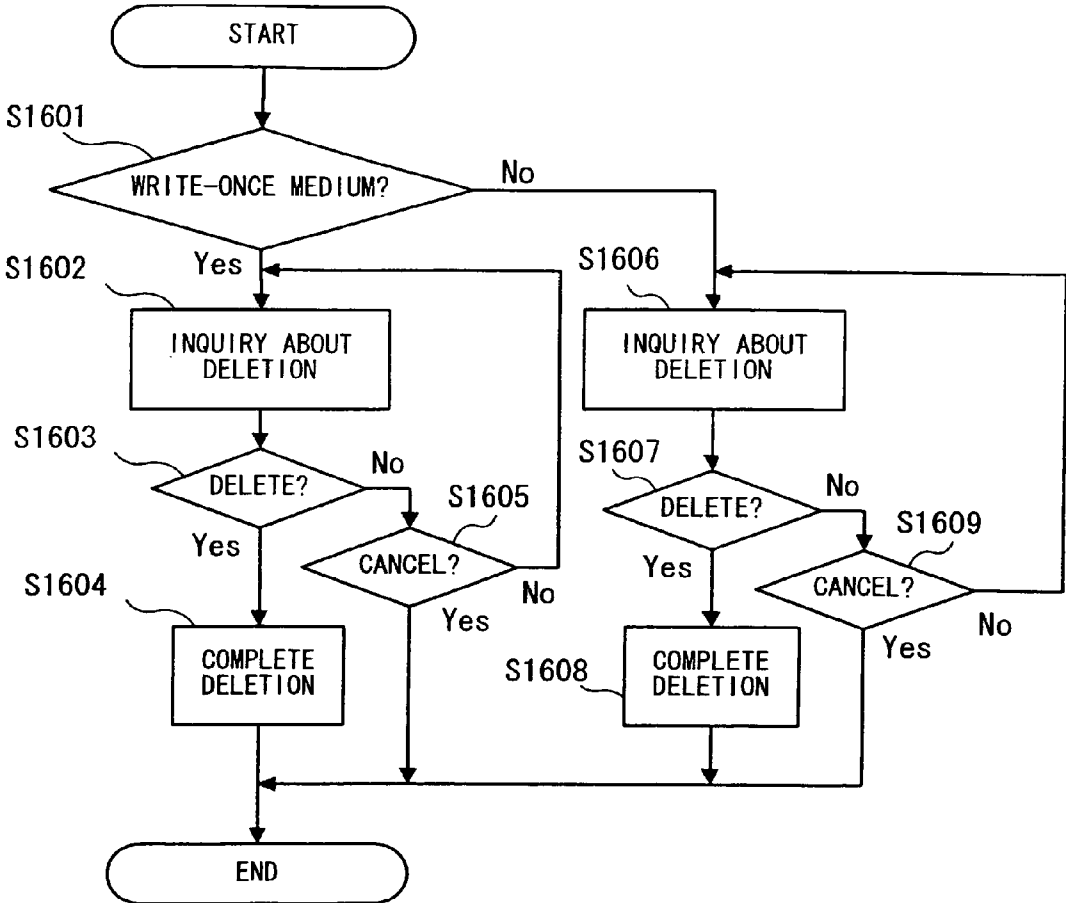 START
S1601
WRITE-ONCE MEDIUM?
No
Yes
S1602
INQUIRY ABOUT
DELETION
S1603
DELETE?
No
Yes
S1605
CANCEL?
No
Yes
S1604
COMPLETE
DELETION
S1606
INQUIRY ABOUT
DELETION
S1607
DELETE?
No
Yes
S1609
CANCEL?
No
Yes
S1608
COMPLETE
DELETION
END